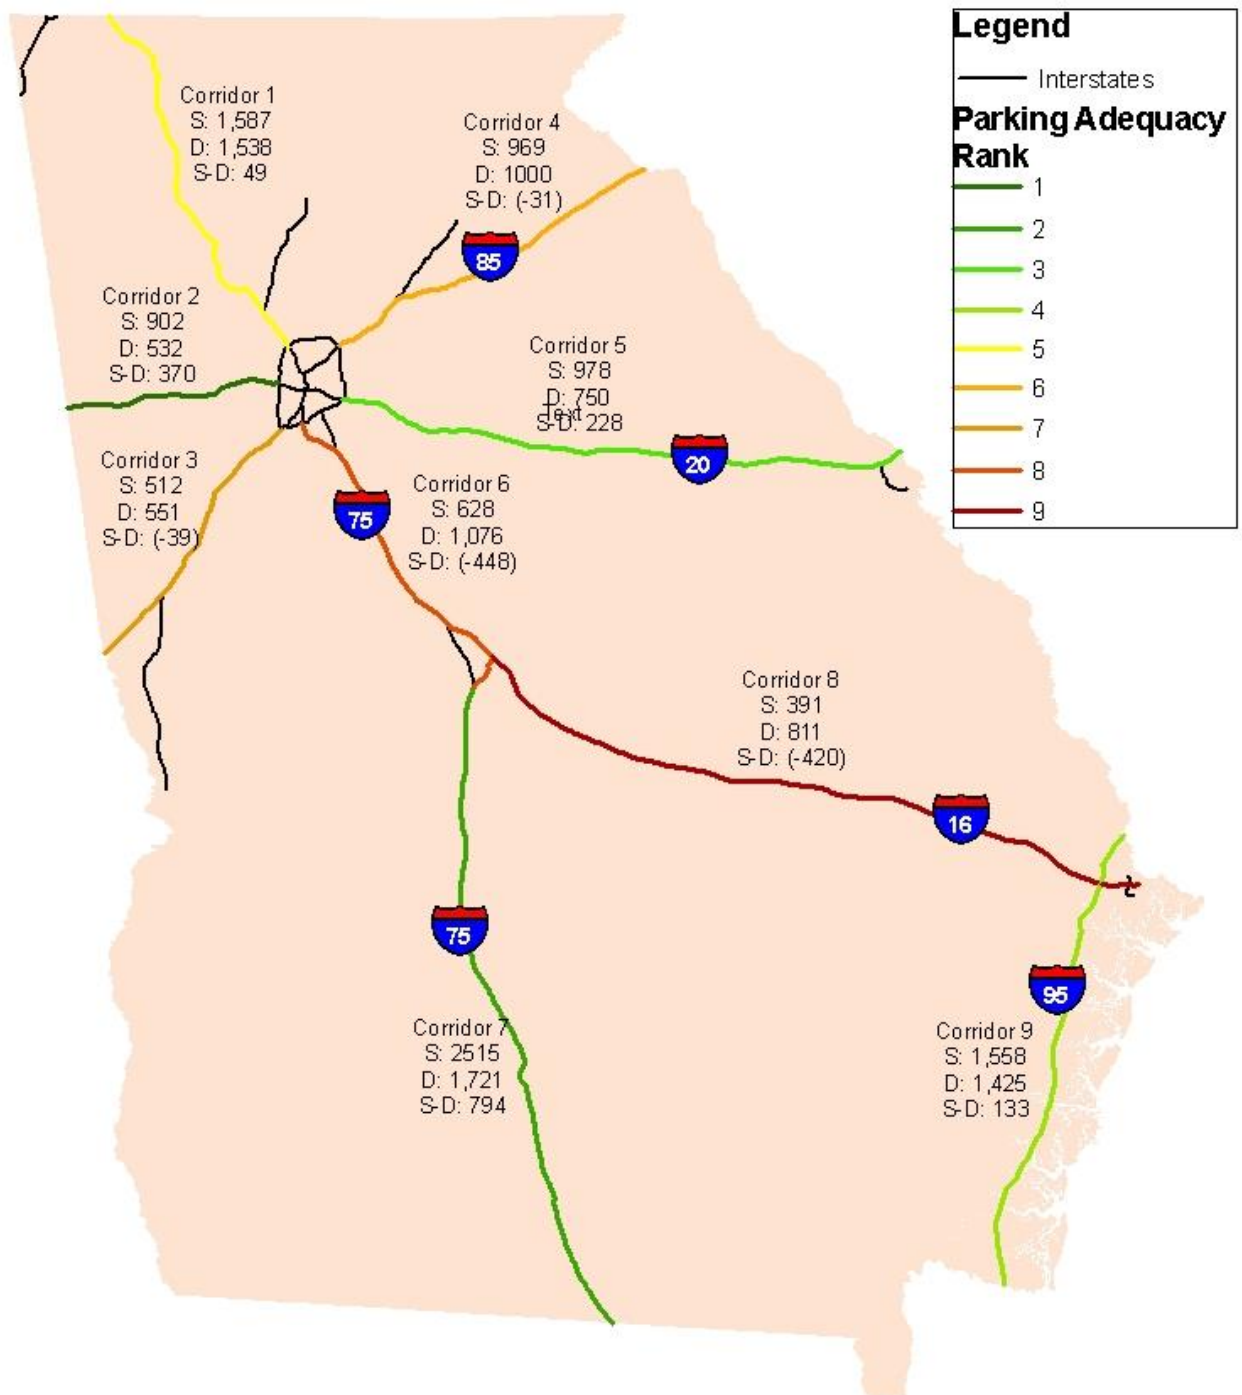 Legend
Interstates
Parking Adequacy
Rank
1
2
3
4
5
6
7
8
9
Corridor 1
S: 1,587
D: 1,538
S-D: 49
Corridor 4
S: 969
D: 1000
S-D: (-31)
85
Corridor 2
S: 902
D: 532
S-D: 370
Corridor 5
S: 978
D: 750
Text
S-D: 228
20
Corridor 3
S: 512
D: 551
S-D: (-39)
75
Corridor 6
S: 628
D: 1,076
S-D: (-448)
Corridor 8
S: 391
D: 811
S-D: (-420)
16
75
95
Corridor 7
S: 2515
D: 1,721
S-D: 794
Corridor 9
S: 1,558
D: 1,425
S-D: 133